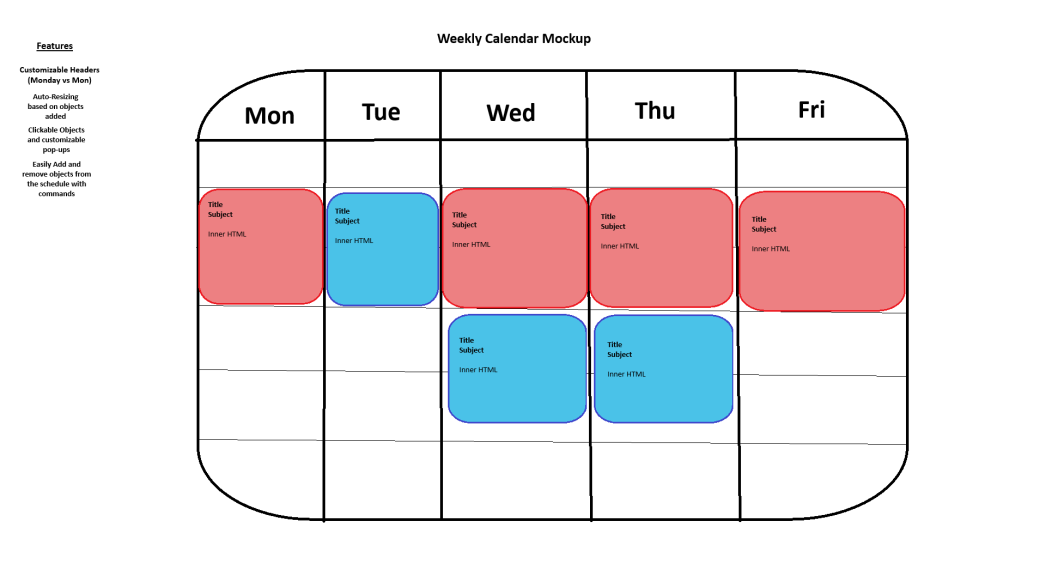 Weekly Calendar Mockup
Features
Customizable Headers
(Monday vs Mon)
Auto-Resizing
based on objects
added
Clickable Objects
and customizable
pop-ups
Easily Add and
remove objects from
the schedule with
commands
Mon
Tue
Wed
Thu
Fri
Title
Subject
Inner HTML
Title
Subject
Inner HTML
Title
Subject
Inner HTML
Title
Subject
Inner HTML
Title
Subject
Inner HTML
Title
Subject
Inner HTML
Title
Subject
Inner HTML